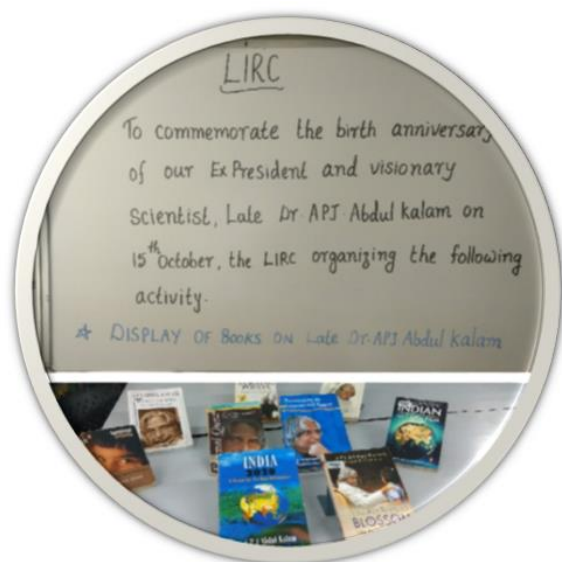 LIRC
To commemorate the birth anniversary
of our Ex President and visionary
Scientist, Late Dr. APJ Abdul kalam on
15th October, the LIRC organizing the following
activity.
☆ DISPLAY OF BOOKS ON Late Dr. APJ Abdul Kalam
INDIAN
INDIA
2020
A P J Abdul Kalam
BLOSSOM